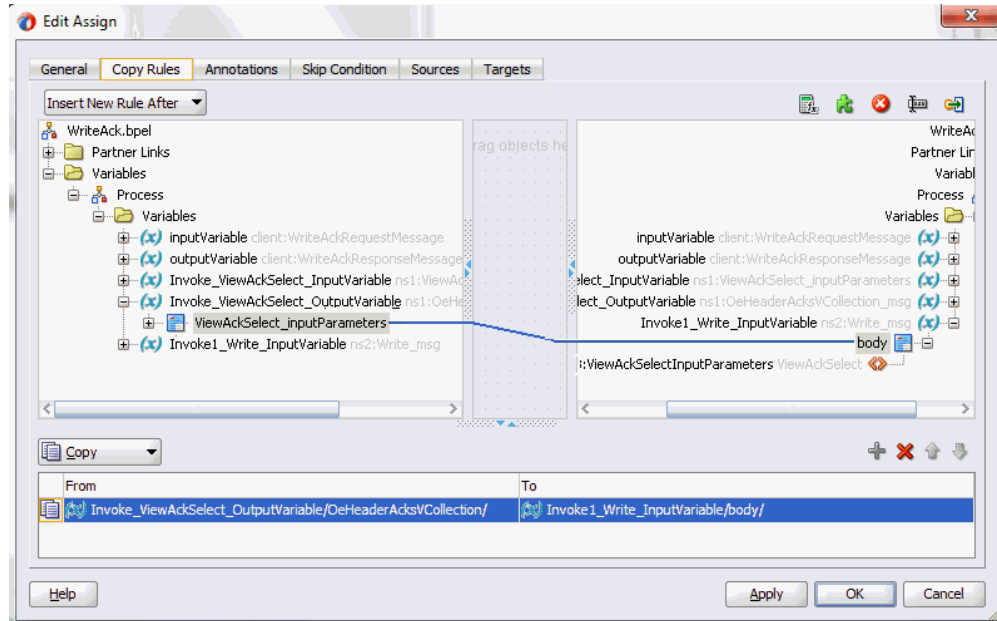 Edit Assign
General Copy Rules Annotations Skip Condition Sources Targets
Insert New Rule After
WriteAck.bpel
Partner Links
Variables
Process
Variables
inputVariable client:WriteAckRequestMessage
outputVariable client:WriteAckResponseMessage
Invoke_ViewAckSelect_InputVariable ns1:ViewAc
Invoke_ViewAckSelect_OutputVariable ns1:OeHe
ViewAckSelect_inputParameters
Invoke1_Write_InputVariable ns2:Write_msg
rag objects he
WriteAc
Partner Lin
Variabl
Process
Variables
inputVariable client:WriteAckRequestMessage
outputVariable client:WriteAckResponseMessage
elect_InputVariable ns1:ViewAckSelect_inputParameters
lect_OutputVariable ns1:OeHeaderAcksVCollection_msg
Invoke1_Write_InputVariable ns2:Write_msg
body
:ViewAckSelectInputParameters ViewAckSelect
Copy
From To
Invoke_ViewAckSelect_OutputVariable/OeHeaderAcksVCollection/ Invoke1_Write_InputVariable/body/
Help Apply OK Cancel